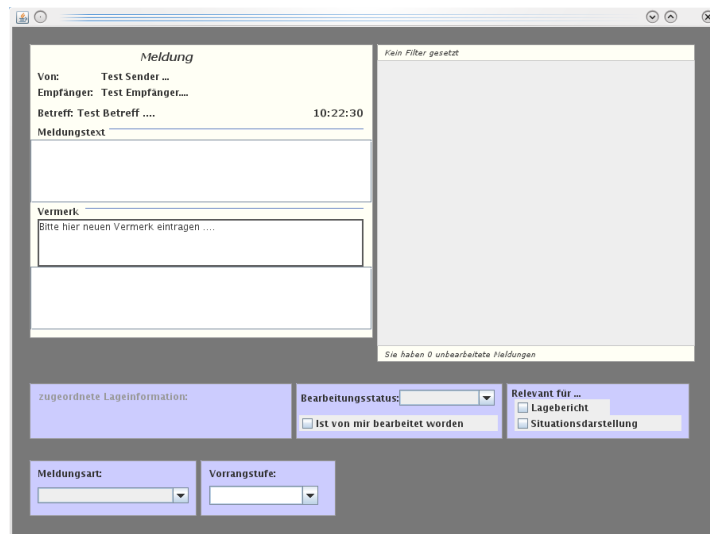 Meldung
Von: Test Sender ...
Empfänger: Test Empfänger....
Betreff: Test Betreff .... 10:22:30
Meldungstext
Vermerk
Bitte hier neuen Vermerk eintragen ....
Kein Filter gesetzt
Sie haben 0 unbearbeitete Meldungen
zugeordnete Lageinformation:
Bearbeitungsstatus:
Ist von mir bearbeitet worden
Relevant für ...
Lagebericht
Situationsdarstellung
Meldungsart:
Vorrangstufe: